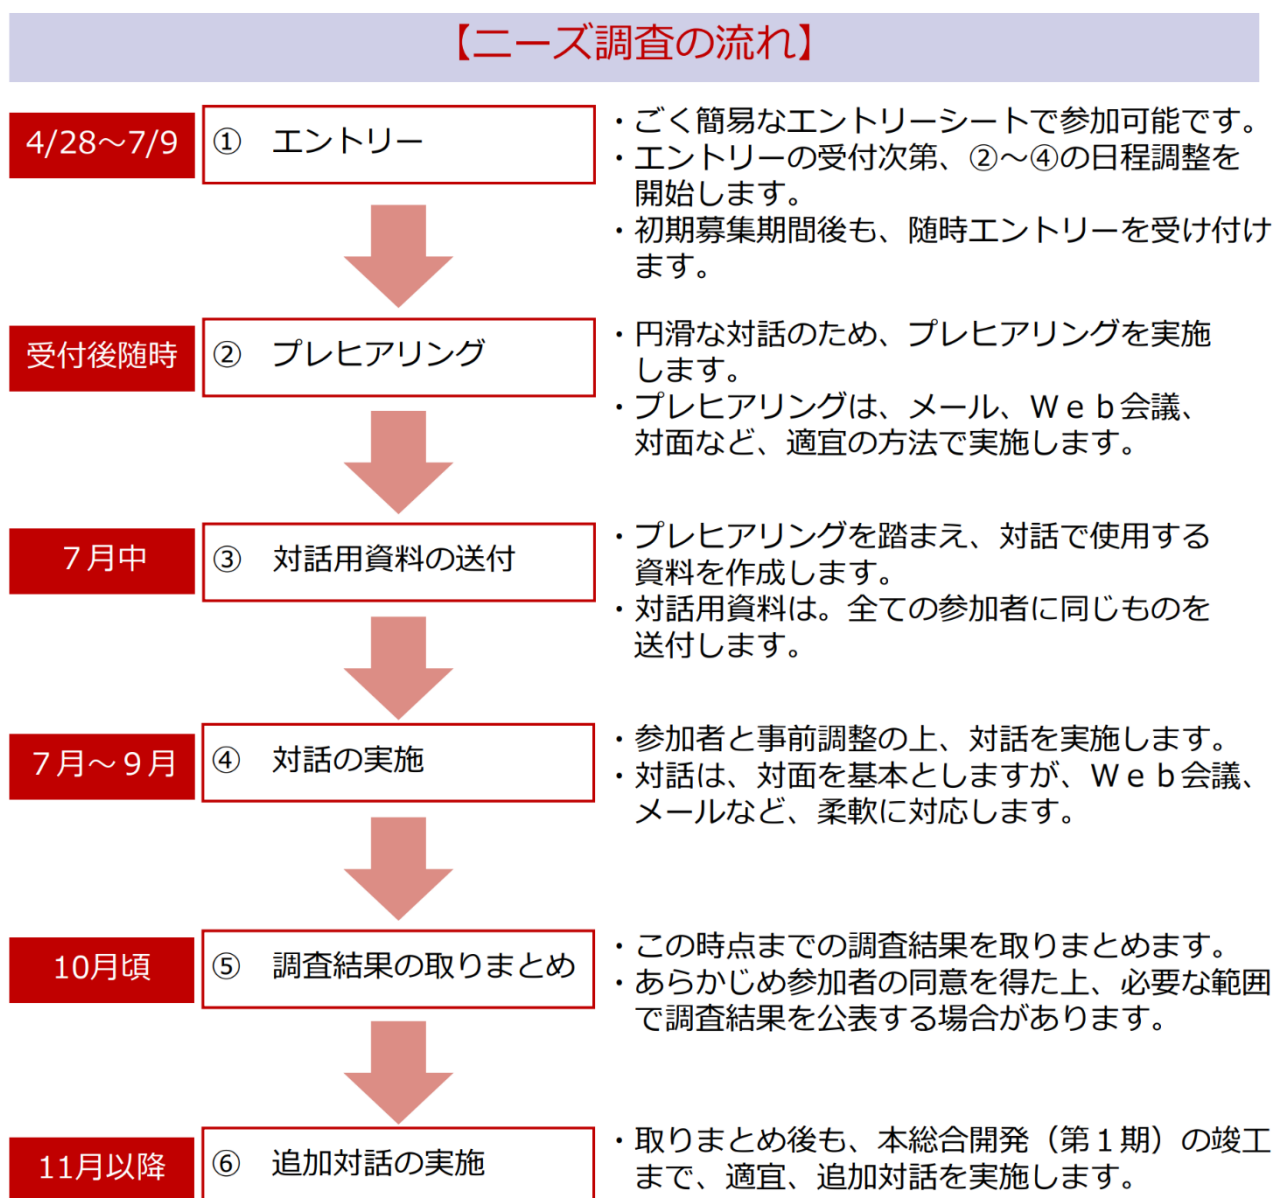 【ニーズ調査の流れ】
4/28～7/9
①　エントリー
・ごく簡易なエントリーシートで参加可能です。
・エントリーの受付次第、②～④の日程調整を
開始します。
・初期募集期間後も、随時エントリーを受け付け
ます。
受付後随時
②　プレヒアリング
・円滑な対話のため、プレヒアリングを実施
します。
・プレヒアリングは、メール、Ｗｅｂ会議、
対面など、適宜の方法で実施します。
７月中
③　対話用資料の送付
・プレヒアリングを踏まえ、対話で使用する
資料を作成します。
・対話用資料は。全ての参加者に同じものを
送付します。
７月～９月
④　対話の実施
・参加者と事前調整の上、対話を実施します。
・対話は、対面を基本としますが、Ｗｅｂ会議、
メールなど、柔軟に対応します。
10月頃
⑤　調査結果の取りまとめ
・この時点までの調査結果を取りまとめます。
・あらかじめ参加者の同意を得た上、必要な範囲
で調査結果を公表する場合があります。
11月以降
⑥　追加対話の実施
・取りまとめ後も、本総合開発（第１期）の竣工
まで、適宜、追加対話を実施します。